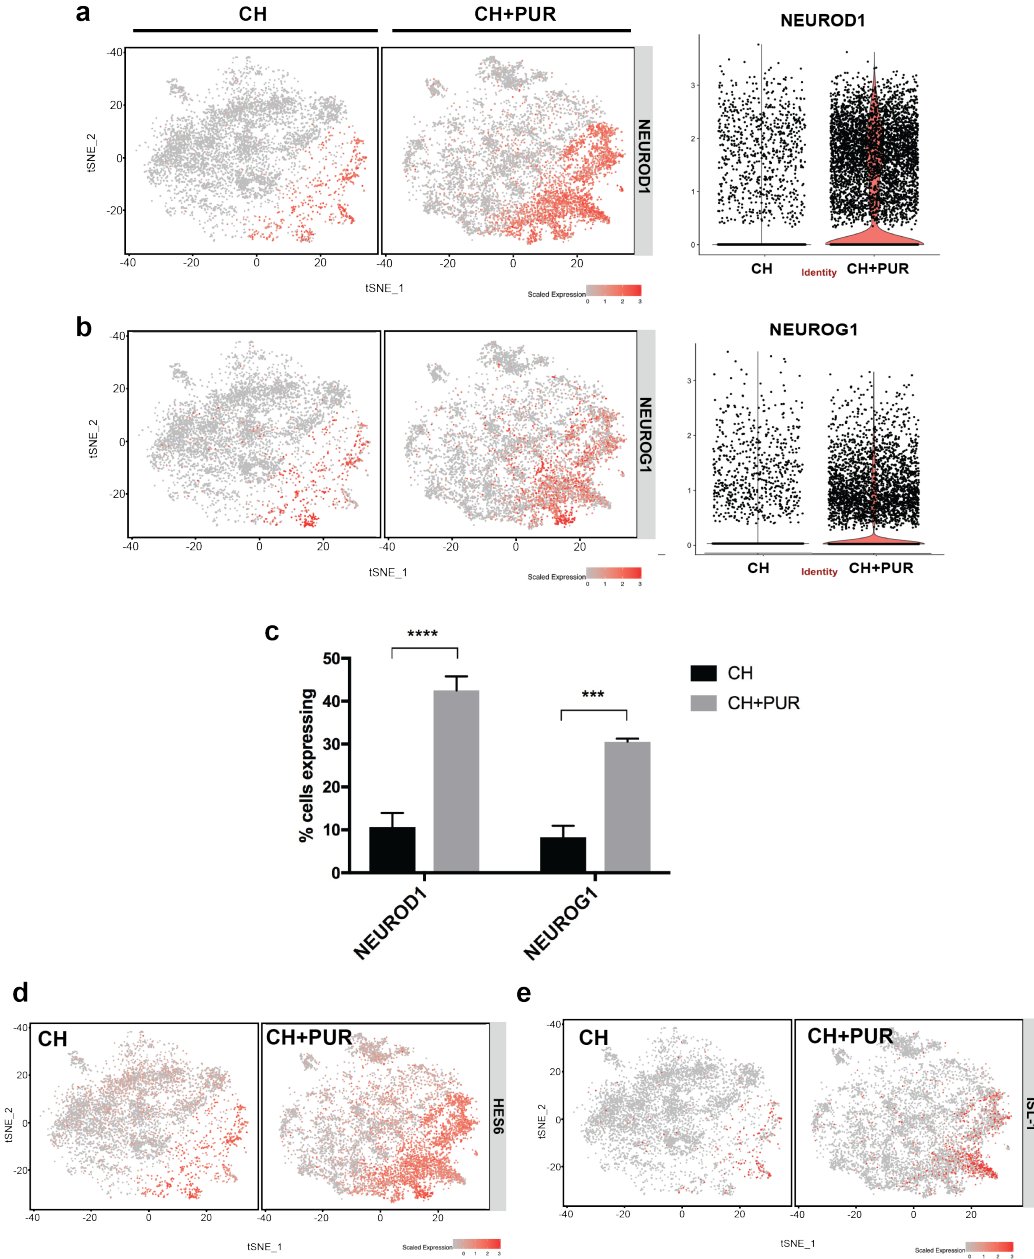 a
CH
CH+PUR
-40
20
0
-20
tSNE_2
-40
-20
0
20
-40
-20
0
20
tSNE_1
NEUROD1
Scaled Expression
0 1 2 3
NEUROD1
3
2
1
0
CH
Identity
CH+PUR
b
-40
20
0
-20
tSNE_2
-40
-20
0
20
-40
-20
0
20
tSNE_1
NEUROG1
Scaled Expression
0 1 2 3
NEUROG1
3
2
1
0
CH
Identity
CH+PUR
c
% cells expressing
50
40
30
20
10
0
****
***
NEUROD1
NEUROG1
CH
CH+PUR
d
CH
CH+PUR
-40
20
0
-20
tSNE_2
-40
-20
0
20
-40
-20
0
20
tSNE_1
HES6
Scaled Expression
0 1 2 3
e
CH
CH+PUR
-40
20
0
-20
tSNE_2
-40
-20
0
20
-40
-20
0
20
tSNE_1
ISL-1
Scaled Expression
0 1 2 3